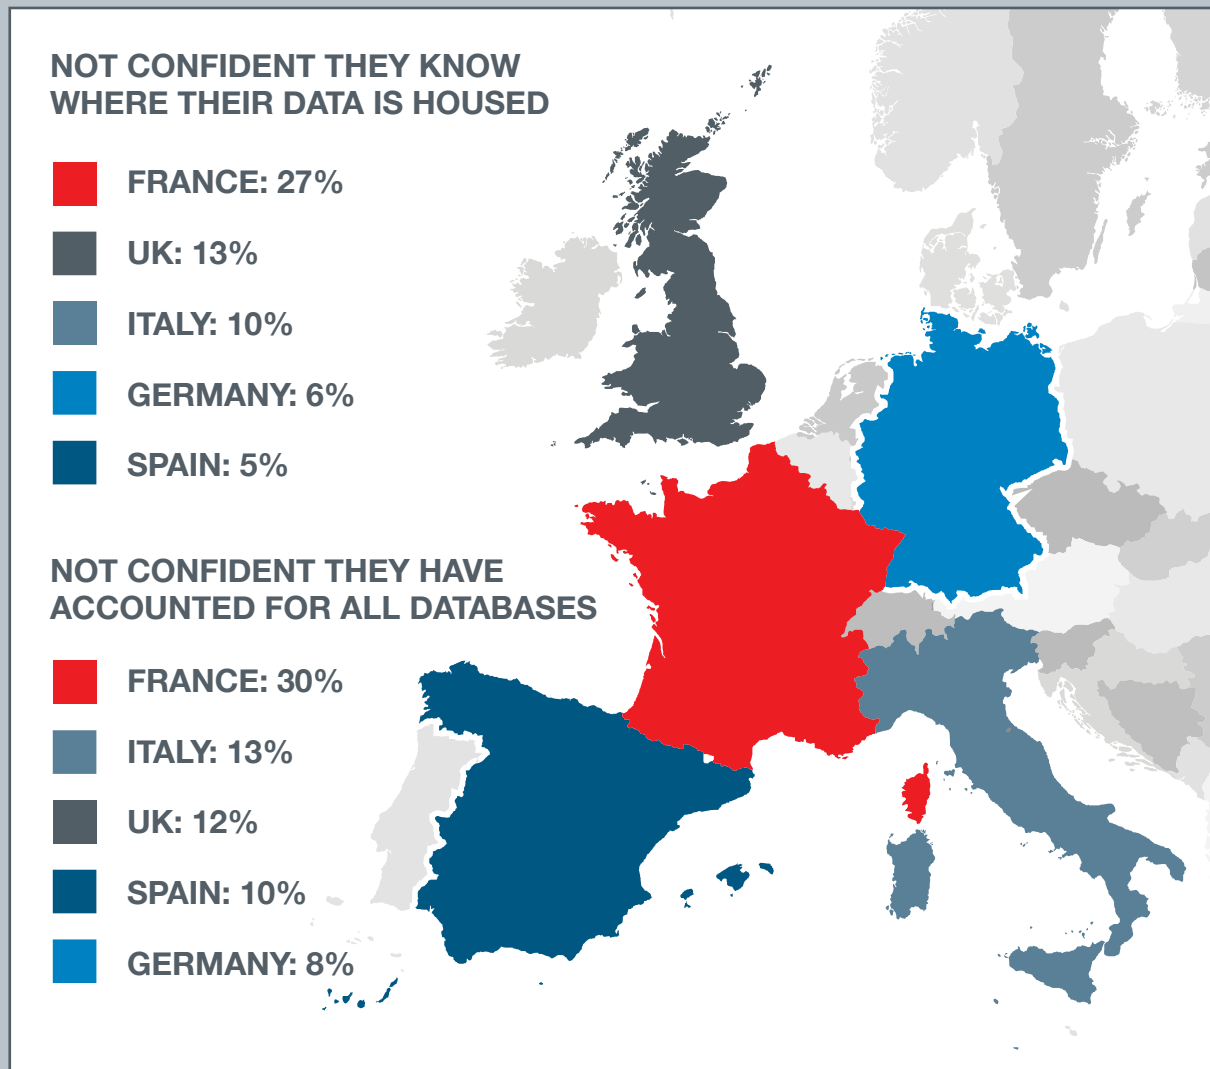 NOT CONFIDENT THEY KNOW
WHERE THEIR DATA IS HOUSED
FRANCE: 27%
UK: 13%
ITALY: 10%
GERMANY: 6%
SPAIN: 5%
NOT CONFIDENT THEY HAVE
ACCOUNTED FOR ALL DATABASES
FRANCE: 30%
ITALY: 13%
UK: 12%
SPAIN: 10%
GERMANY: 8%